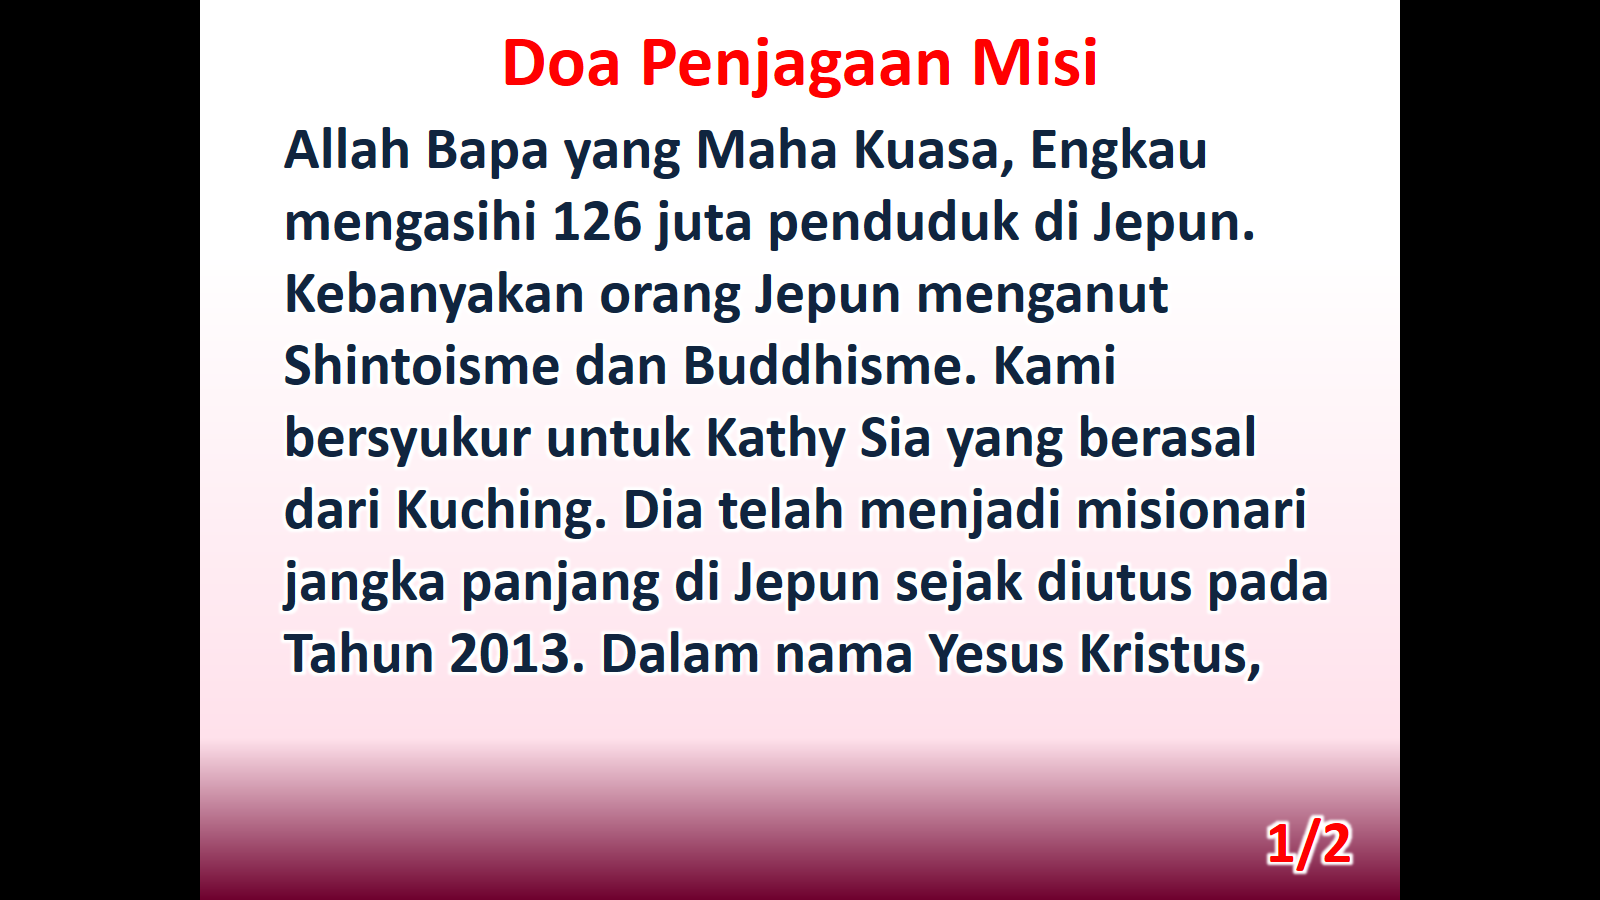 Doa Penjagaan Misi
Allah Bapa yang Maha Kuasa, Engkau
mengasihi 126 juta penduduk di Jepun.
Kebanyakan orang Jepun menganut
Shintoisme dan Buddhisme. Kami
bersyukur untuk Kathy Sia yang berasal
dari Kuching. Dia telah menjadi misionari
jangka panjang di Jepun sejak diutus pada
Tahun 2013. Dalam nama Yesus Kristus,
1/2